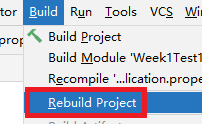 Build Run Tools VCS W
Build Project
Build Module 'Week1Test1
Recompile '...lication.prope
Rebuild Project